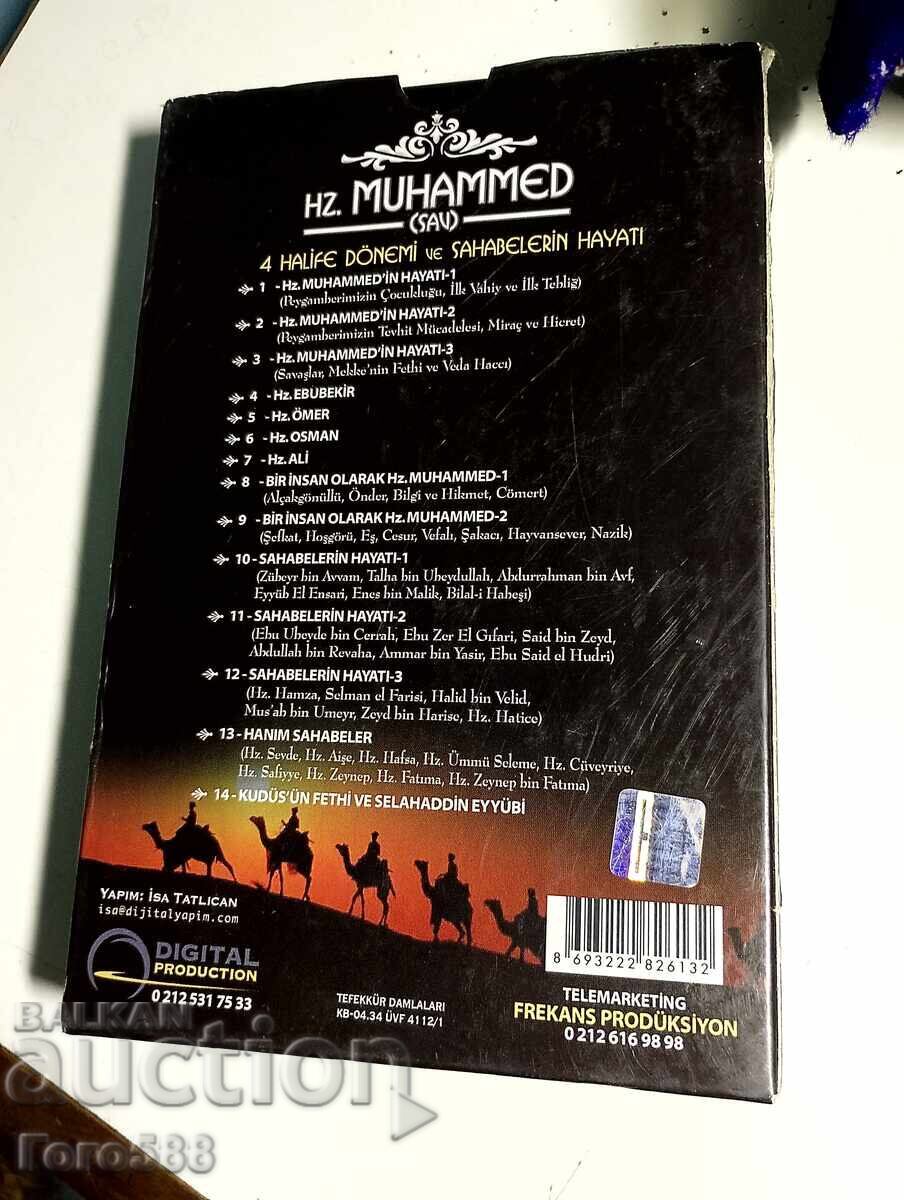 HZ. MUHAMMED
(SAV)
4 HALİFE DÖNEMİ ve SAHABELERİN HAYATI
1 - Hz. MUHAMMED'İN HAYATI-1
(Peygamberimizin Çocukluğu, İlk Vahiy ve İlk Tebliğ)
2 - Hz. MUHAMMED'İN HAYATI-2
(Peygamberimizin Tevhit Mücadelesi, Miraç ve Hicret)
3 - Hz. MUHAMMED'İN HAYATI-3
(Savaşlar, Mekke'nin Fethi ve Veda Haccı)
4 - Hz. EBUBEKİR
5 - Hz. ÖMER
6 - Hz. OSMAN
7 - Hz. ALİ
8 - BİR İNSAN OLARAK Hz. MUHAMMED-1
(Alçakgönüllü, Önder, Bilgi ve Hikmet, Cömert)
9 - BİR İNSAN OLARAK Hz. MUHAMMED-2
(Şefkat, Hoşgörü, Eş, Cesur, Vefalı, Şakacı, Hayvansever, Nazik)
10 - SAHABELERİN HAYATI-1
(Zübeyr bin Avvam, Talha bin Ubeydullah, Abdurrahman bin Avf,
Eyyüb El Ensari, Enes bin Malik, Bilal-i Habeşi)
11 - SAHABELERİN HAYATI-2
(Ebu Ubeyde bin Cerrah, Ebu Zer El Gıfari, Said bin Zeyd,
Abdullah bin Revaha, Ammar bin Yasir, Ebu Said el Hudri)
12 - SAHABELERİN HAYATI-3
(Hz. Hamza, Selman el Farisi, Halid bin Velid,
Mus'ab bin Umeyr, Zeyd bin Harise, Hz. Hatice)
13 - HANIM SAHABELER
(Hz. Sevde, Hz. Aişe, Hz. Hafsa, Hz. Ümmü Seleme, Hz. Cüveyriye,
Hz. Safiyye, Hz. Zeynep, Hz. Fatıma, Hz. Zeynep bin Fatıma)
14 - KUDÜS'ÜN FETHİ VE SELAHADDİN EYYÜBİ
YAPIM: İSA TATLICAN
isa@dijitalyapim.com
DIGITAL
PRODUCTION
0 212 531 75 33
TEFEKKÜR DAMLALARI
KB-04.34 ÜVF 4112/1
8 693222 826132
TELEMARKETİNG
FREKANS PRODÜKSİYON
0 212 616 98 98
BALKAN
auction
Гого588